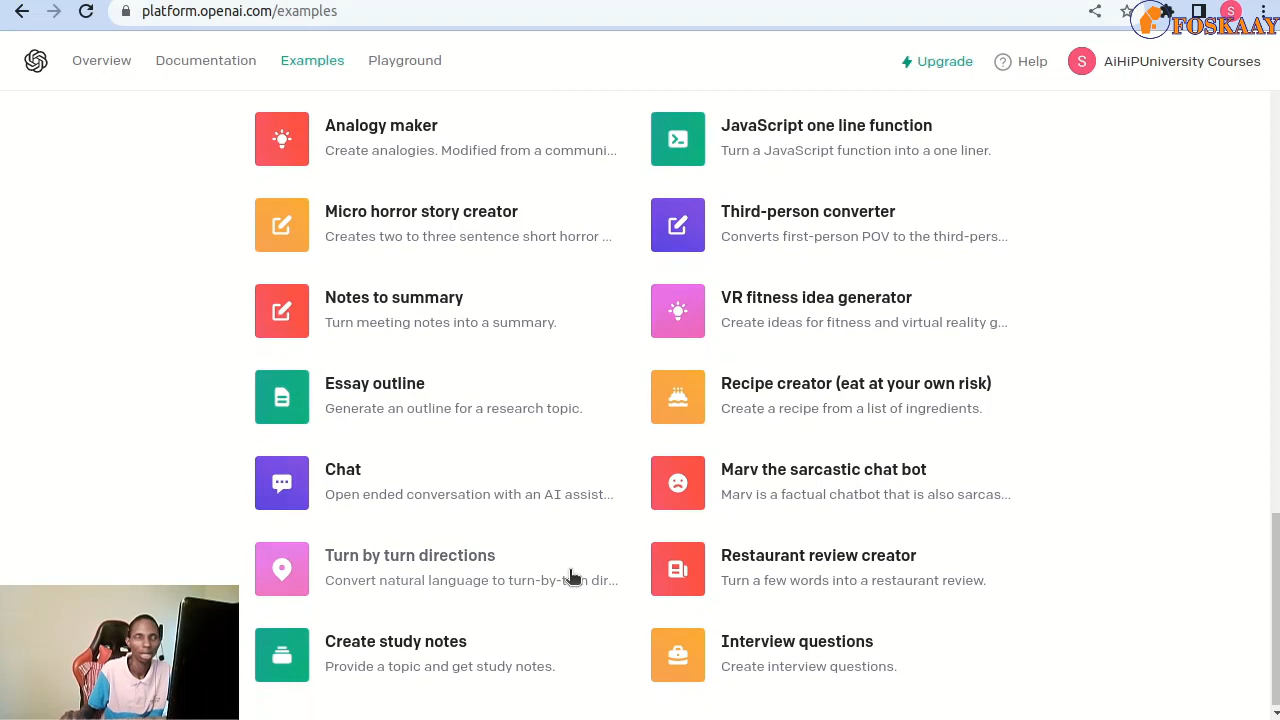 platform.openai.com/examples
S
FOSKAAY
Overview
Documentation
Examples
Playground
Upgrade
Help
S
AiHiPUniversity Courses
Analogy maker
Create analogies. Modified from a communi...
JavaScript one line function
Turn a JavaScript function into a one liner.
Micro horror story creator
Creates two to three sentence short horror ...
Third-person converter
Converts first-person POV to the third-pers...
Notes to summary
Turn meeting notes into a summary.
VR fitness idea generator
Create ideas for fitness and virtual reality g...
Essay outline
Generate an outline for a research topic.
Recipe creator (eat at your own risk)
Create a recipe from a list of ingredients.
Chat
Open ended conversation with an AI assist...
Marv the sarcastic chat bot
Marv is a factual chatbot that is also sarcas...
Turn by turn directions
Convert natural language to turn-by-turn dir...
Restaurant review creator
Turn a few words into a restaurant review.
Create study notes
Provide a topic and get study notes.
Interview questions
Create interview questions.